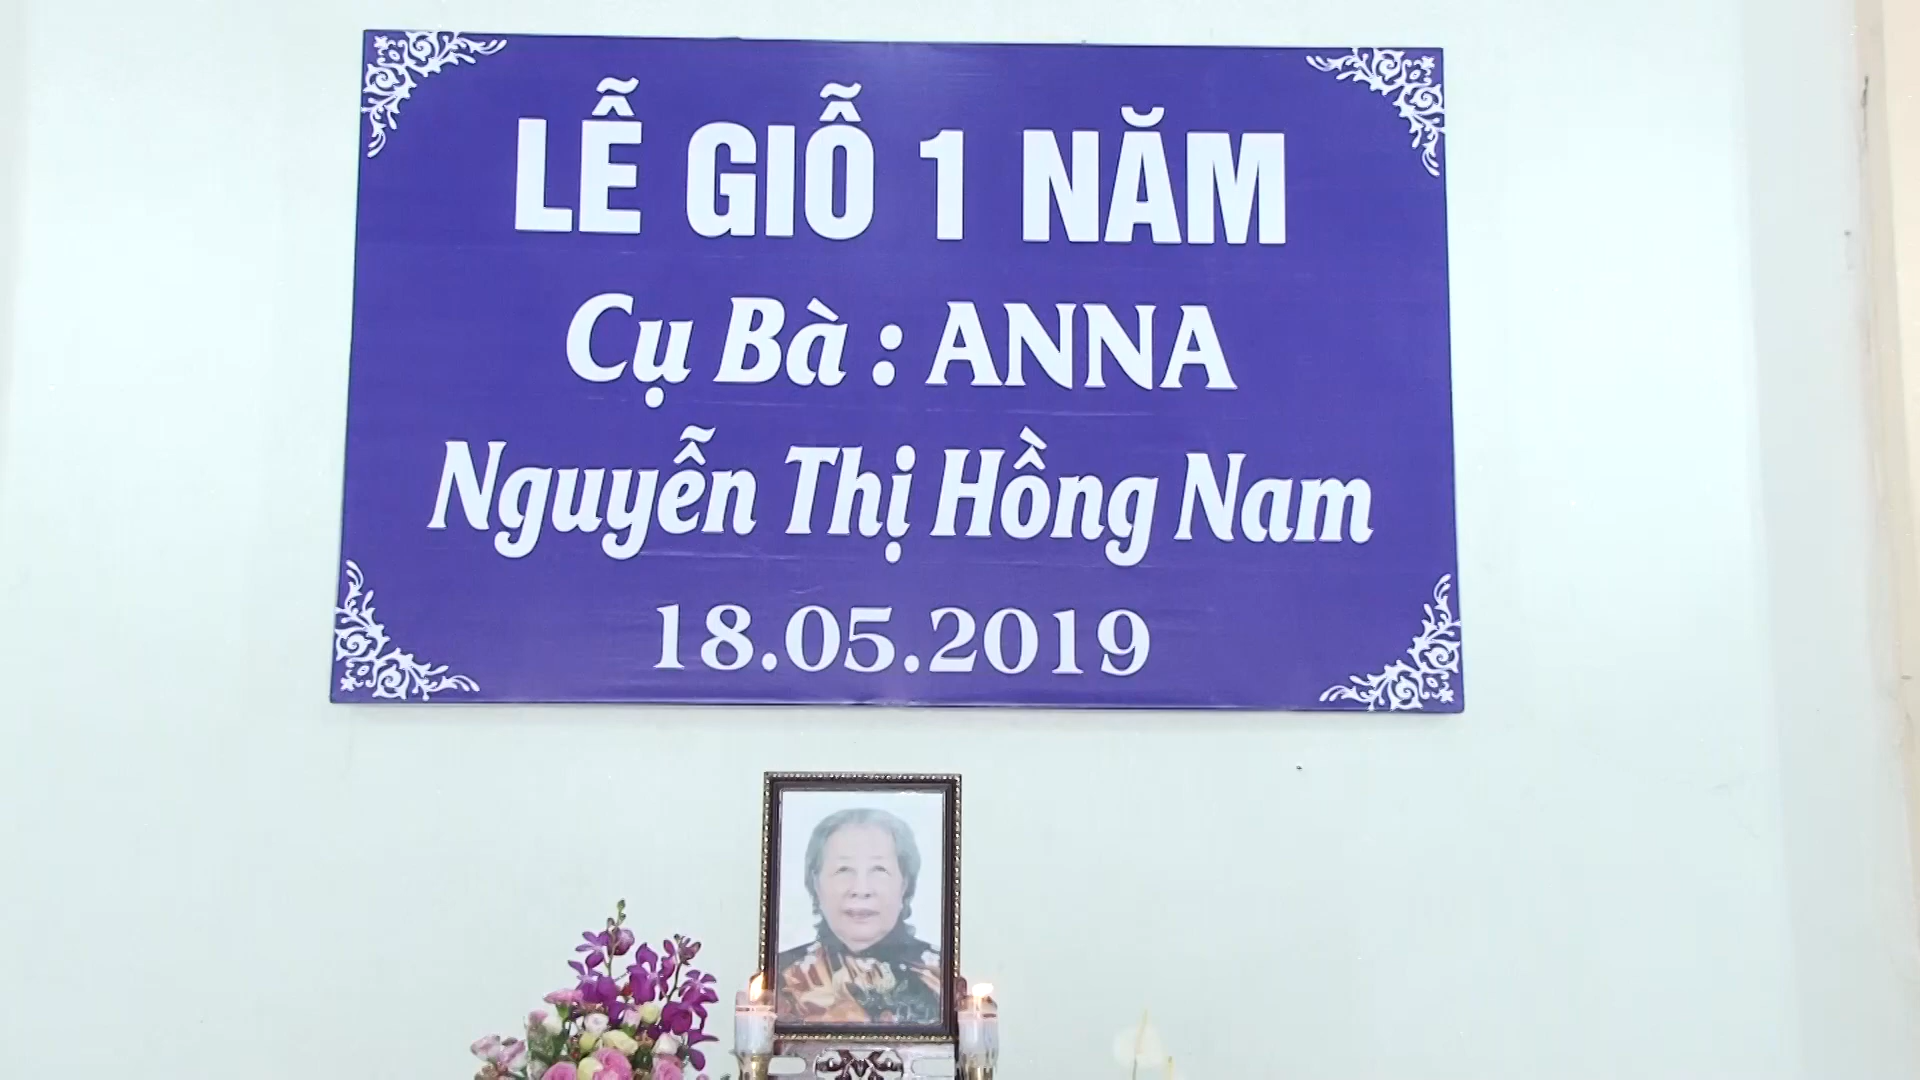 LỄ GIỖ 1 NĂM
Cụ Bà : ANNA
Nguyễn Thị Hồng Nam
18.05.2019